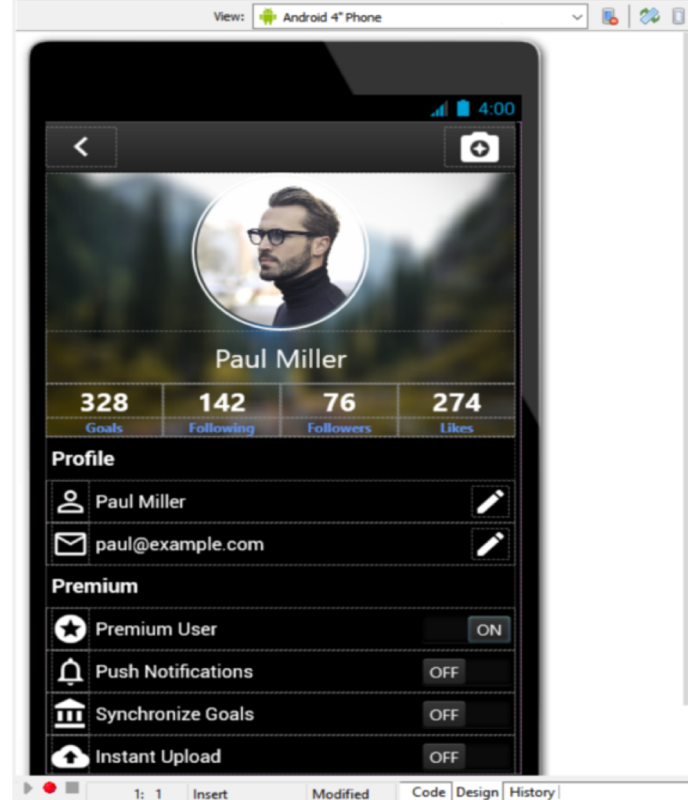 View: Android 4" Phone
4:00
Paul Miller
328 142 76 274
Goals Following Followers Likes
Profile
Paul Miller
paul@example.com
Premium
Premium User ON
Push Notifications OFF
Synchronize Goals OFF
Instant Upload OFF
1: 1 Insert Modified Code Design History